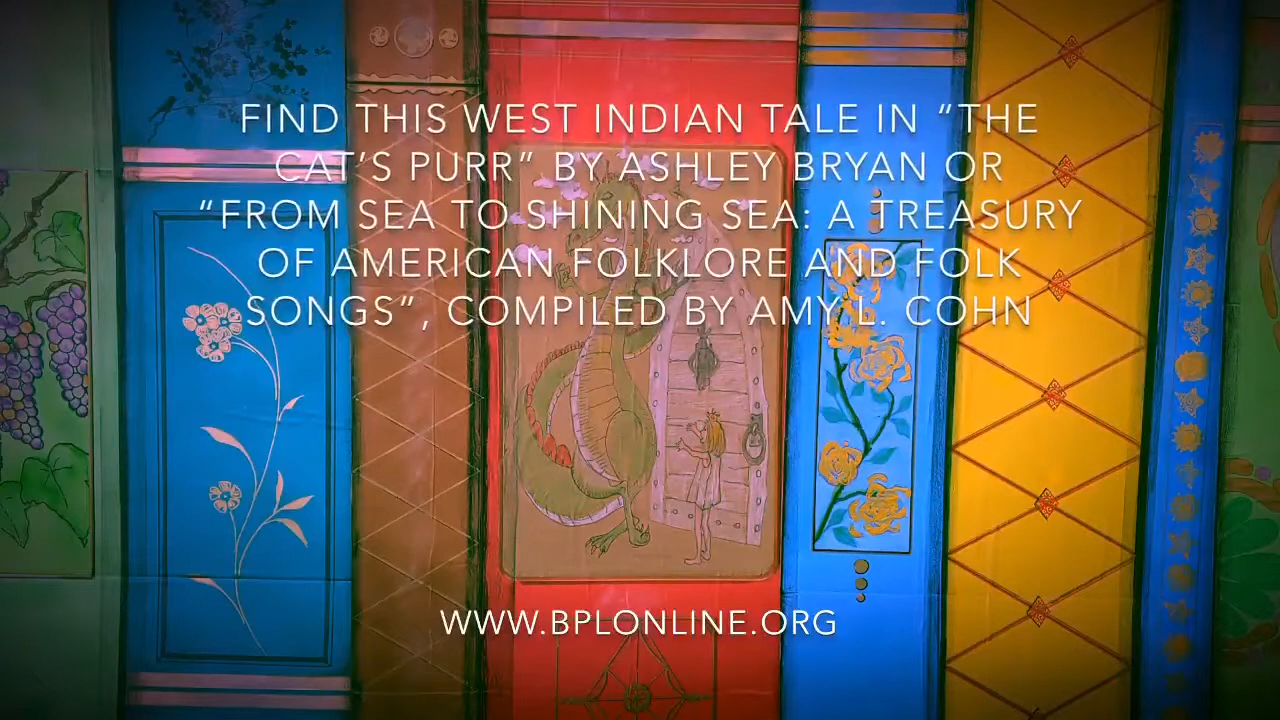 FIND THIS WEST INDIAN TALE IN “THE
CAT’S PURR” BY ASHLEY BRYAN OR
“FROM SEA TO SHINING SEA: A TREASURY
OF AMERICAN FOLKLORE AND FOLK
SONGS”, COMPILED BY AMY L. COHN
WWW.BPLONLINE.ORG